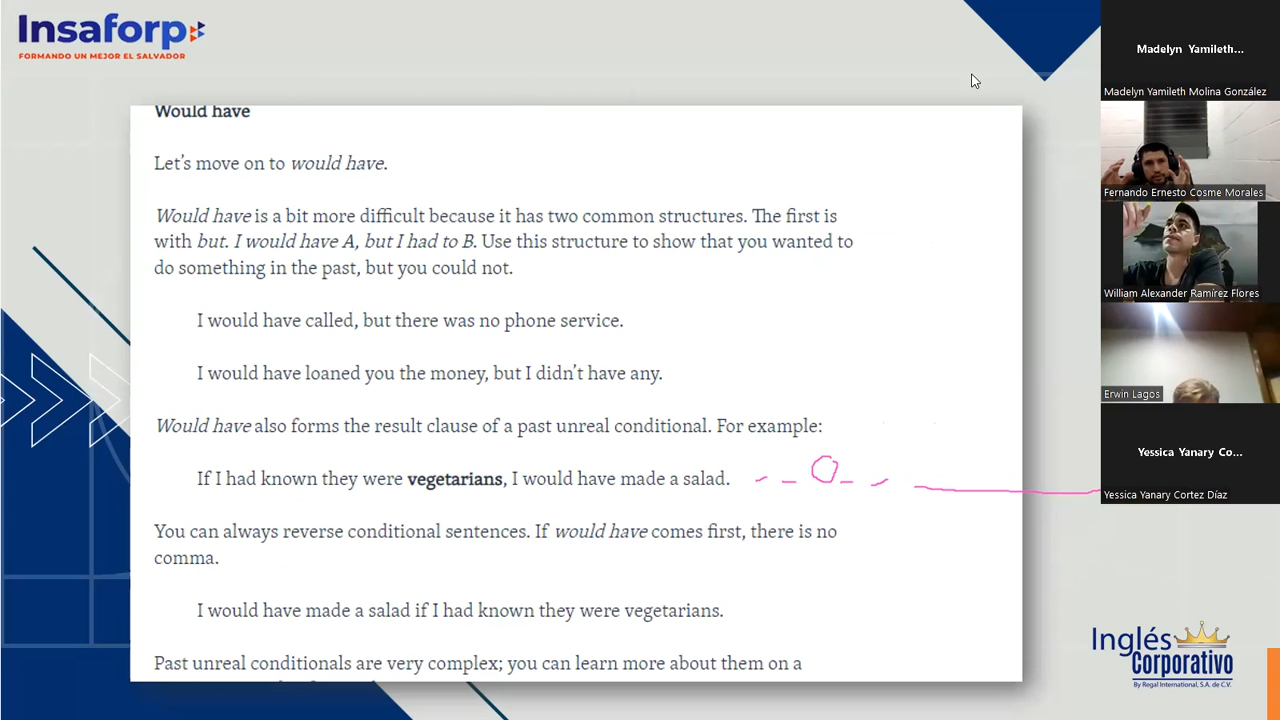 Insaforp
FORMANDO UN MEJOR EL SALVADOR
Would have
Let's move on to would have.
Would have is a bit more difficult because it has two common structures. The first is
with but. I would have A, but I had to B. Use this structure to show that you wanted to
do something in the past, but you could not.
I would have called, but there was no phone service.
I would have loaned you the money, but I didn't have any.
Would have also forms the result clause of a past unreal conditional. For example:
If I had known they were vegetarians, I would have made a salad.
You can always reverse conditional sentences. If would have comes first, there is no
comma.
I would have made a salad if I had known they were vegetarians.
Past unreal conditionals are very complex; you can learn more about them on a
Madelyn Yamileth...
Madelyn Yamileth Molina González
Fernando Ernesto Cosme Morales
William Alexander Ramírez Flores
Erwin Lagos
Yessica Yanary Co...
Yessica Yanary Cortez Díaz
Inglés
Corporativo
By Regal International, S.A. de C.V.